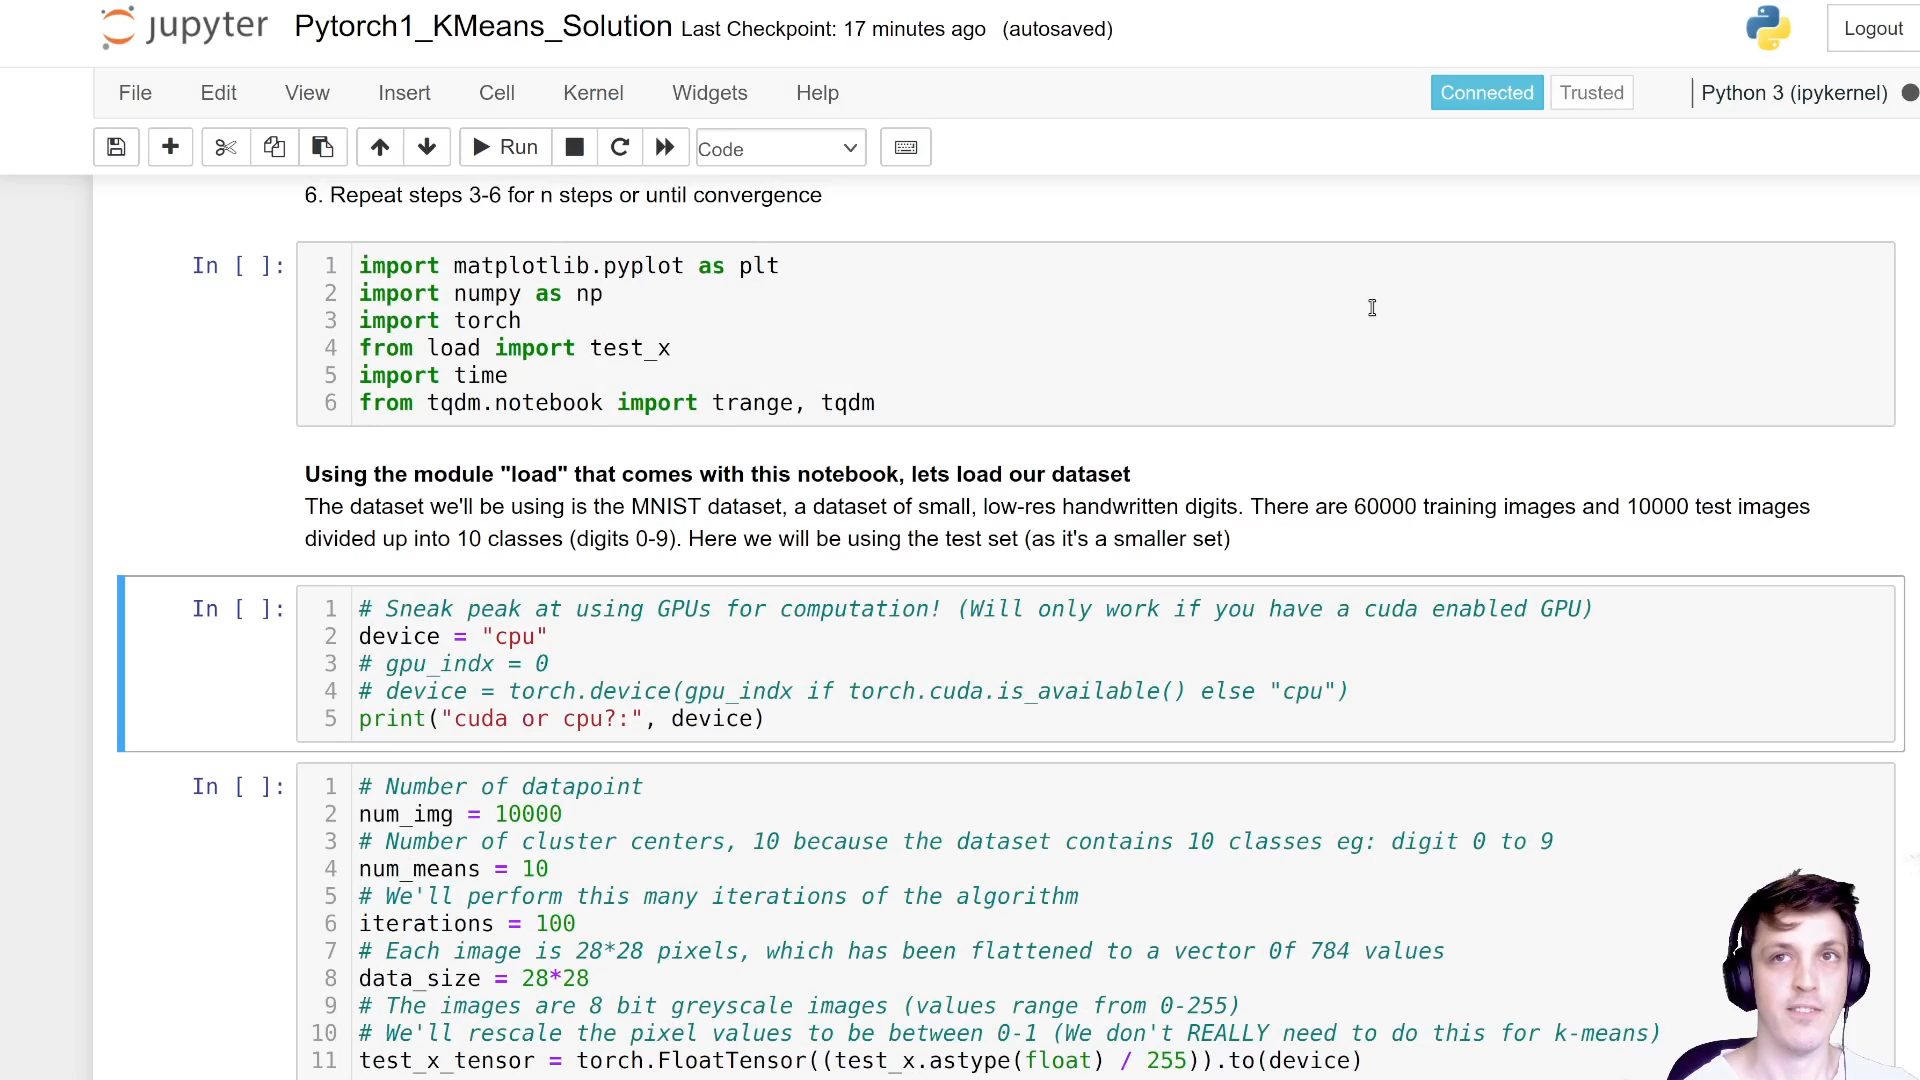 jupyter Pytorch1_KMeans_Solution Last Checkpoint: 17 minutes ago (autosaved) Logout
File Edit View Insert Cell Kernel Widgets Help Connected Trusted Python 3 (ipykernel)
Run Code
6. Repeat steps 3-6 for n steps or until convergence
In [ ]:
1 import matplotlib.pyplot as plt
2 import numpy as np
3 import torch
4 from load import test_x
5 import time
6 from tqdm.notebook import trange, tqdm
Using the module "load" that comes with this notebook, lets load our dataset
The dataset we'll be using is the MNIST dataset, a dataset of small, low-res handwritten digits. There are 60000 training images and 10000 test images
divided up into 10 classes (digits 0-9). Here we will be using the test set (as it's a smaller set)
In [ ]:
1 # Sneak peak at using GPUs for computation! (Will only work if you have a cuda enabled GPU)
2 device = "cpu"
3 # gpu_indx = 0
4 # device = torch.device(gpu_indx if torch.cuda.is_available() else "cpu")
5 print("cuda or cpu?:", device)
In [ ]:
1 # Number of datapoint
2 num_img = 10000
3 # Number of cluster centers, 10 because the dataset contains 10 classes eg: digit 0 to 9
4 num_means = 10
5 # We'll perform this many iterations of the algorithm
6 iterations = 100
7 # Each image is 28*28 pixels, which has been flattened to a vector 0f 784 values
8 data_size = 28*28
9 # The images are 8 bit greyscale images (values range from 0-255)
10 # We'll rescale the pixel values to be between 0-1 (We don't REALLY need to do this for k-means)
11 test_x_tensor = torch.FloatTensor((test_x.astype(float) / 255)).to(device)